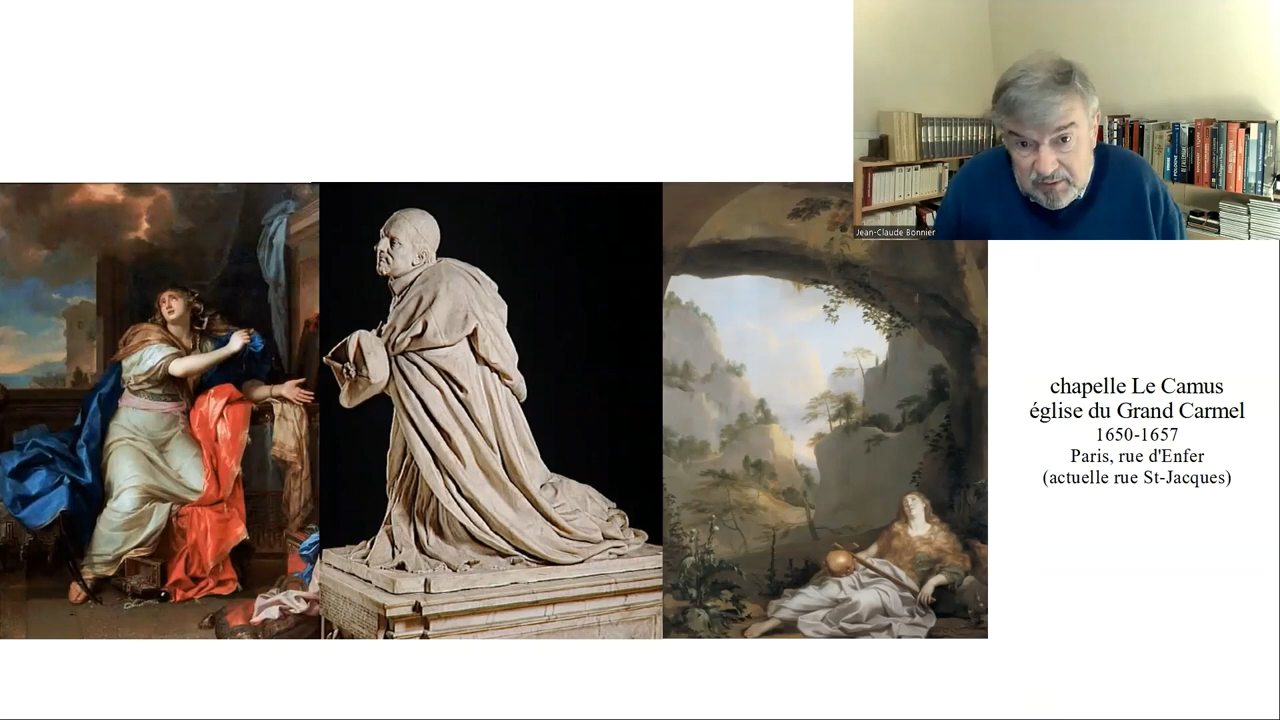 Jean-Claude Bonnier
chapelle Le Camus
église du Grand Carmel
1650-1657
Paris, rue d'Enfer
(actuelle rue St-Jacques)